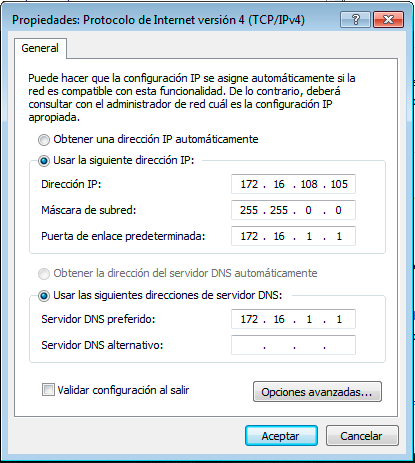 Propiedades: Protocolo de Internet versión 4 (TCP/IPv4)
General
Puede hacer que la configuración IP se asigne automáticamente si la
red es compatible con esta funcionalidad. De lo contrario, deberá
consultar con el administrador de red cuál es la configuración IP
apropiada.
Obtener una dirección IP automáticamente
Usar la siguiente dirección IP:
Dirección IP: 172 . 16 . 108 . 105
Máscara de subred: 255 . 255 . 0 . 0
Puerta de enlace predeterminada: 172 . 16 . 1 . 1
Obtener la dirección del servidor DNS automáticamente
Usar las siguientes direcciones de servidor DNS:
Servidor DNS preferido: 172 . 16 . 1 . 1
Servidor DNS alternativo: . . .
Validar configuración al salir
Opciones avanzadas...
Aceptar Cancelar